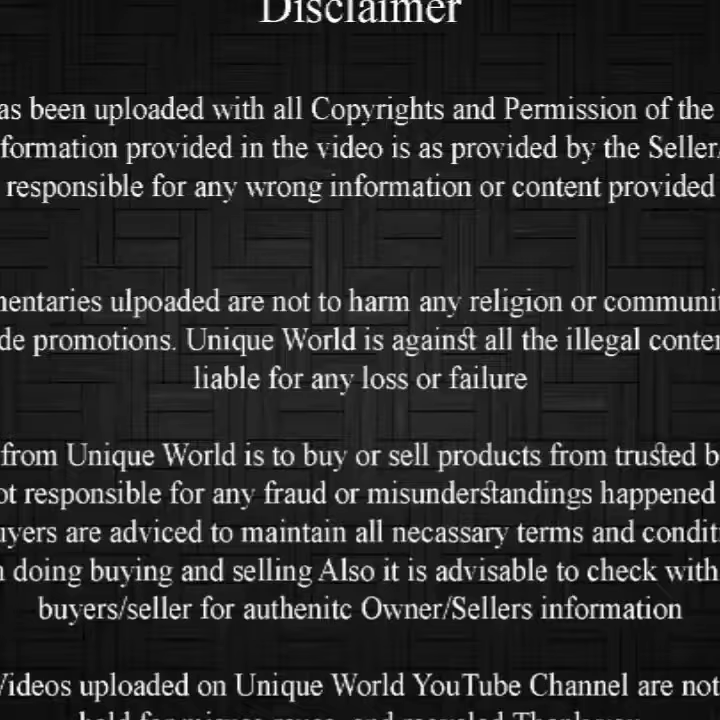 Disclaimer
as been uploaded with all Copyrights and Permission of the
formation provided in the video is as provided by the Seller
responsible for any wrong information or content provided
nentaries ulpoaded are not to harm any religion or communi
de promotions. Unique World is against all the illegal conte
liable for any loss or failure
from Unique World is to buy or sell products from trusted b
ot responsible for any fraud or misunderstandings happened
uyers are adviced to maintain all necassary terms and condit
n doing buying and selling Also it is advisable to check with
buyers/seller for authenitc Owner/Sellers information
Videos uploaded on Unique World YouTube Channel are not